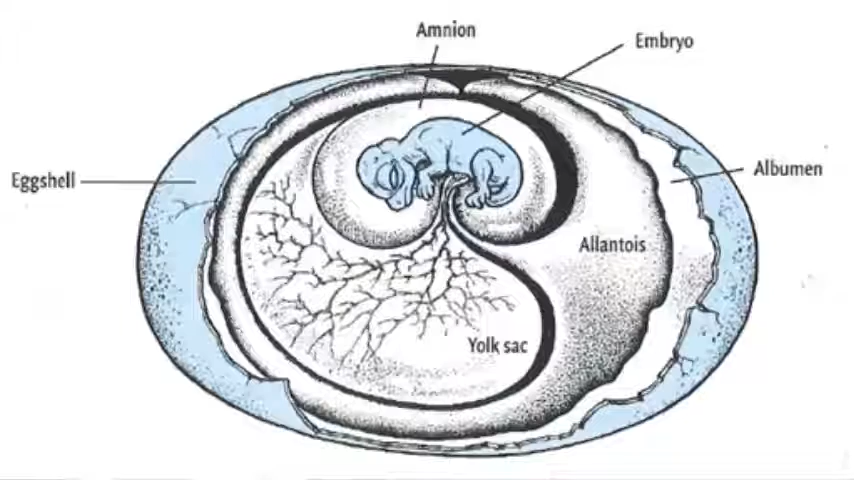 Amnion
Embryo
Eggshell
Albumen
Allantois
Yolk sac